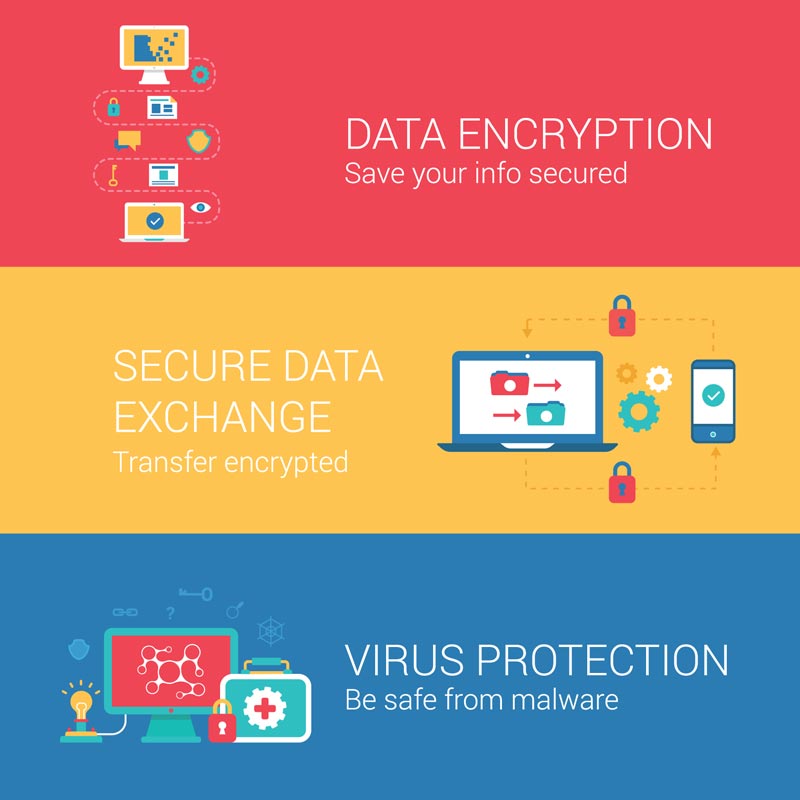 DATA ENCRYPTION
Save your info secured
SECURE DATA
EXCHANGE
Transfer encrypted
?
VIRUS PROTECTION
Be safe from malware